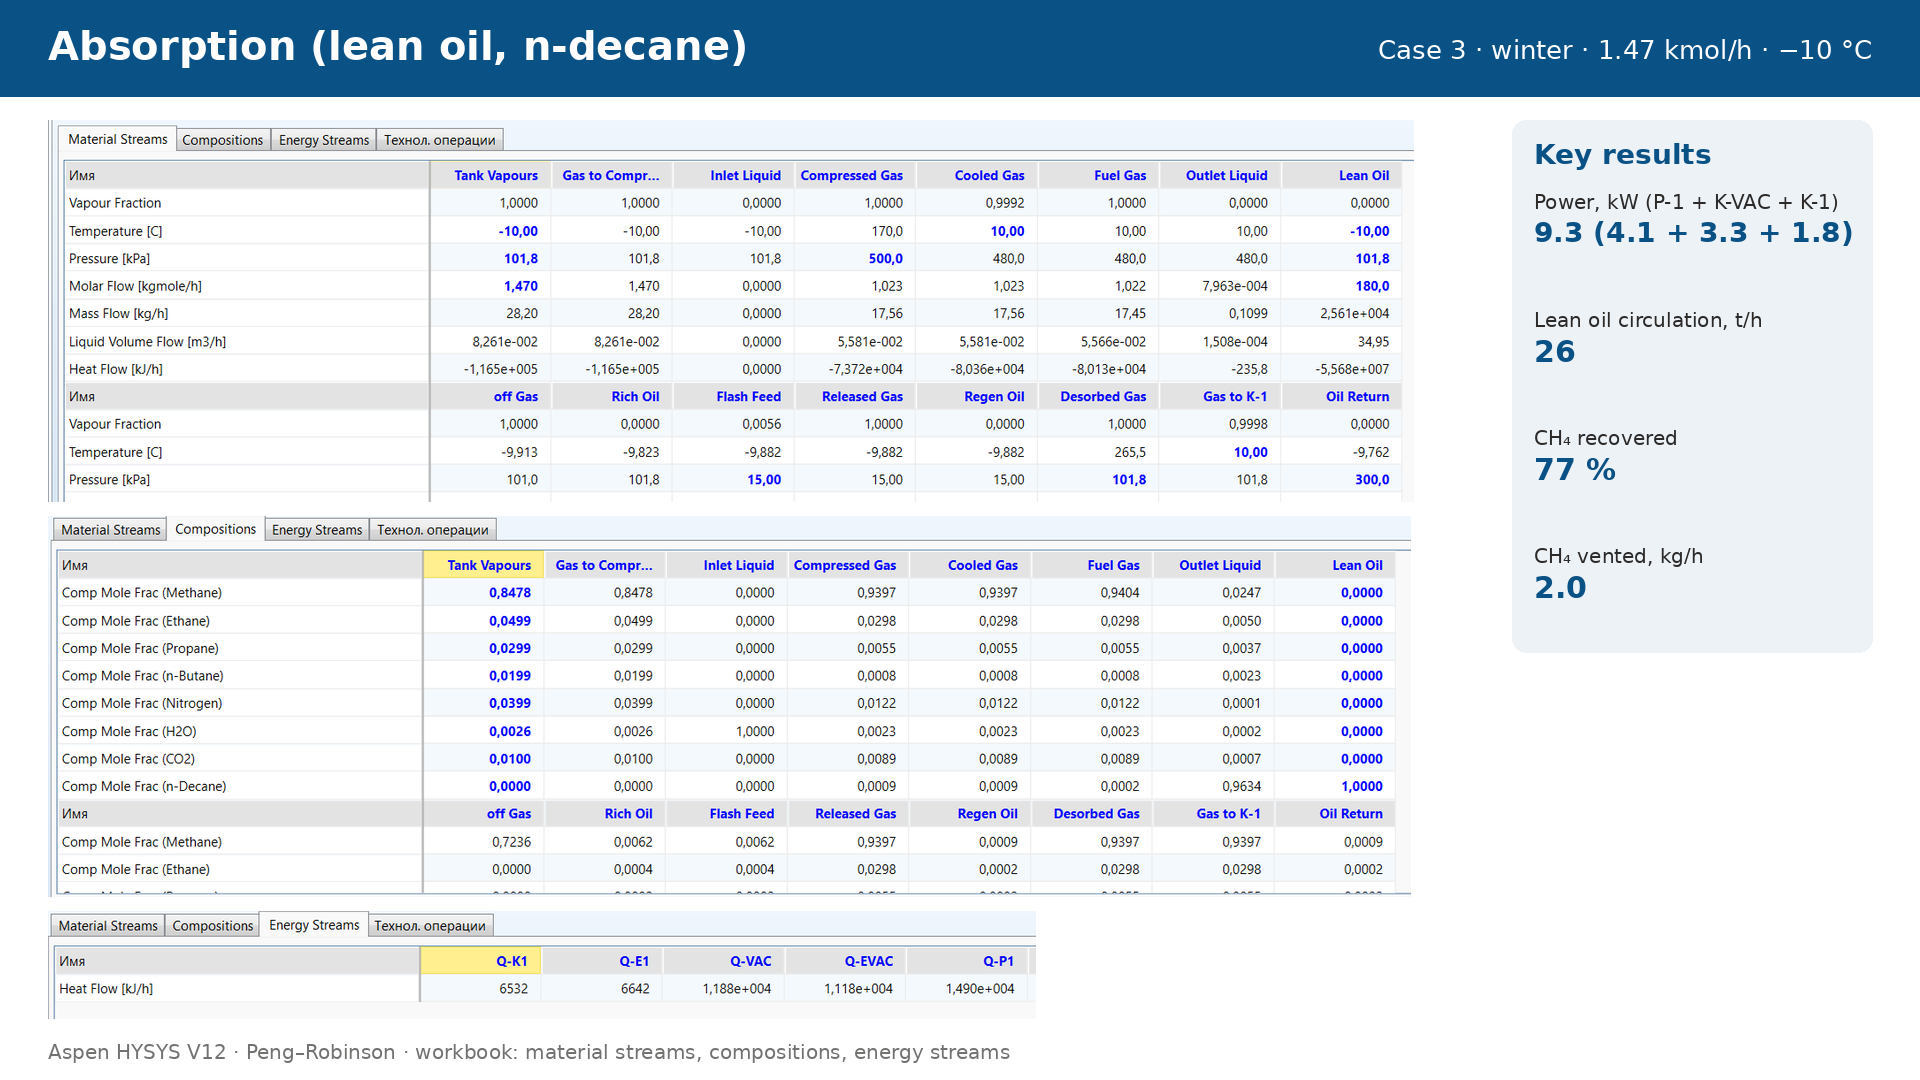 Absorption (lean oil, n-decane)
Case 3 · winter · 1.47 kmol/h · −10 °C
Material Streams Compositions Energy Streams Технол. операции
Имя Tank Vapours Gas to Compr... Inlet Liquid Compressed Gas Cooled Gas Fuel Gas Outlet Liquid Lean Oil
Vapour Fraction 1,0000 1,0000 0,0000 1,0000 0,9992 1,0000 0,0000 0,0000
Temperature [C] -10,00 -10,00 -10,00 170,0 10,00 10,00 10,00 -10,00
Pressure [kPa] 101,8 101,8 101,8 500,0 480,0 480,0 480,0 101,8
Molar Flow [kgmole/h] 1,470 1,470 0,0000 1,023 1,023 1,022 7,963e-004 180,0
Mass Flow [kg/h] 28,20 28,20 0,0000 17,56 17,56 17,45 0,1099 2,561e+004
Liquid Volume Flow [m3/h] 8,261e-002 8,261e-002 0,0000 5,581e-002 5,581e-002 5,566e-002 1,508e-004 34,95
Heat Flow [kJ/h] -1,165e+005 -1,165e+005 0,0000 -7,372e+004 -8,036e+004 -8,013e+004 -235,8 -5,568e+007
Имя off Gas Rich Oil Flash Feed Released Gas Regen Oil Desorbed Gas Gas to K-1 Oil Return
Vapour Fraction 1,0000 0,0000 0,0056 1,0000 0,0000 1,0000 0,9998 0,0000
Temperature [C] -9,913 -9,823 -9,882 -9,882 -9,882 265,5 10,00 -9,762
Pressure [kPa] 101,0 101,8 15,00 15,00 15,00 101,8 101,8 300,0
Material Streams Compositions Energy Streams Технол. операции
Имя Tank Vapours Gas to Compr... Inlet Liquid Compressed Gas Cooled Gas Fuel Gas Outlet Liquid Lean Oil
Comp Mole Frac (Methane) 0,8478 0,8478 0,0000 0,9397 0,9397 0,9404 0,0247 0,0000
Comp Mole Frac (Ethane) 0,0499 0,0499 0,0000 0,0298 0,0298 0,0298 0,0050 0,0000
Comp Mole Frac (Propane) 0,0299 0,0299 0,0000 0,0055 0,0055 0,0055 0,0037 0,0000
Comp Mole Frac (n-Butane) 0,0199 0,0199 0,0000 0,0008 0,0008 0,0008 0,0023 0,0000
Comp Mole Frac (Nitrogen) 0,0399 0,0399 0,0000 0,0122 0,0122 0,0122 0,0001 0,0000
Comp Mole Frac (H2O) 0,0026 0,0026 1,0000 0,0023 0,0023 0,0023 0,0002 0,0000
Comp Mole Frac (CO2) 0,0100 0,0100 0,0000 0,0089 0,0089 0,0089 0,0007 0,0000
Comp Mole Frac (n-Decane) 0,0000 0,0000 0,0000 0,0009 0,0009 0,0002 0,9634 1,0000
Имя off Gas Rich Oil Flash Feed Released Gas Regen Oil Desorbed Gas Gas to K-1 Oil Return
Comp Mole Frac (Methane) 0,7236 0,0062 0,0062 0,9397 0,0009 0,9397 0,9397 0,0009
Comp Mole Frac (Ethane) 0,0000 0,0004 0,0004 0,0298 0,0002 0,0298 0,0298 0,0002
Material Streams Compositions Energy Streams Технол. операции
Имя Q-K1 Q-E1 Q-VAC Q-EVAC Q-P1
Heat Flow [kJ/h] 6532 6642 1,188e+004 1,118e+004 1,490e+004
Key results
Power, kW (P-1 + K-VAC + K-1)
9.3 (4.1 + 3.3 + 1.8)
Lean oil circulation, t/h
26
CH₄ recovered
77 %
CH₄ vented, kg/h
2.0
Aspen HYSYS V12 · Peng–Robinson · workbook: material streams, compositions, energy streams